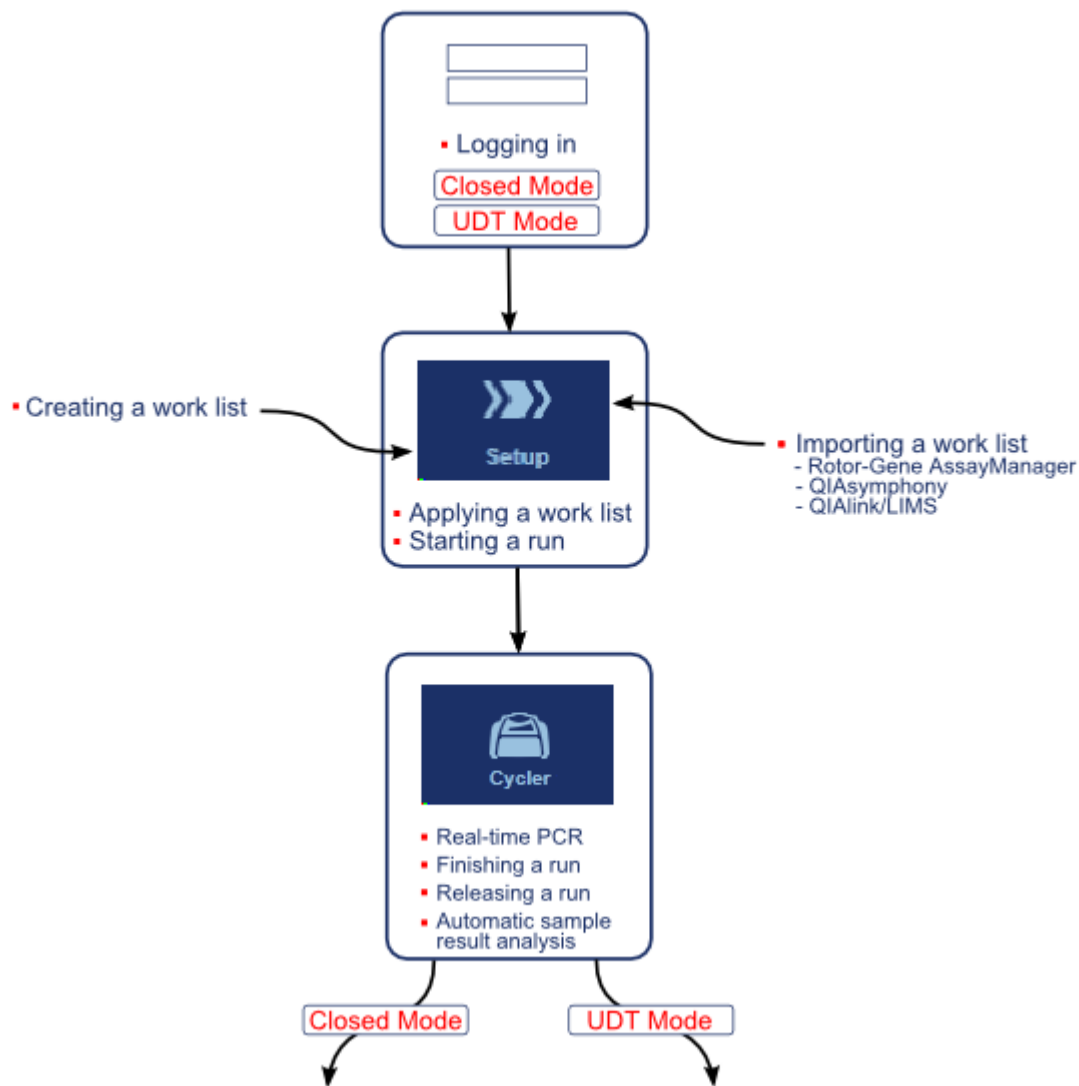 Logging in
Closed Mode
UDT Mode
Setup
Creating a work list
Importing a work list
- Rotor-Gene AssayManager
- QIAsymphony
- QIAlink/LIMS
Applying a work list
Starting a run
Cycler
Real-time PCR
Finishing a run
Releasing a run
Automatic sample
result analysis
Closed Mode
UDT Mode